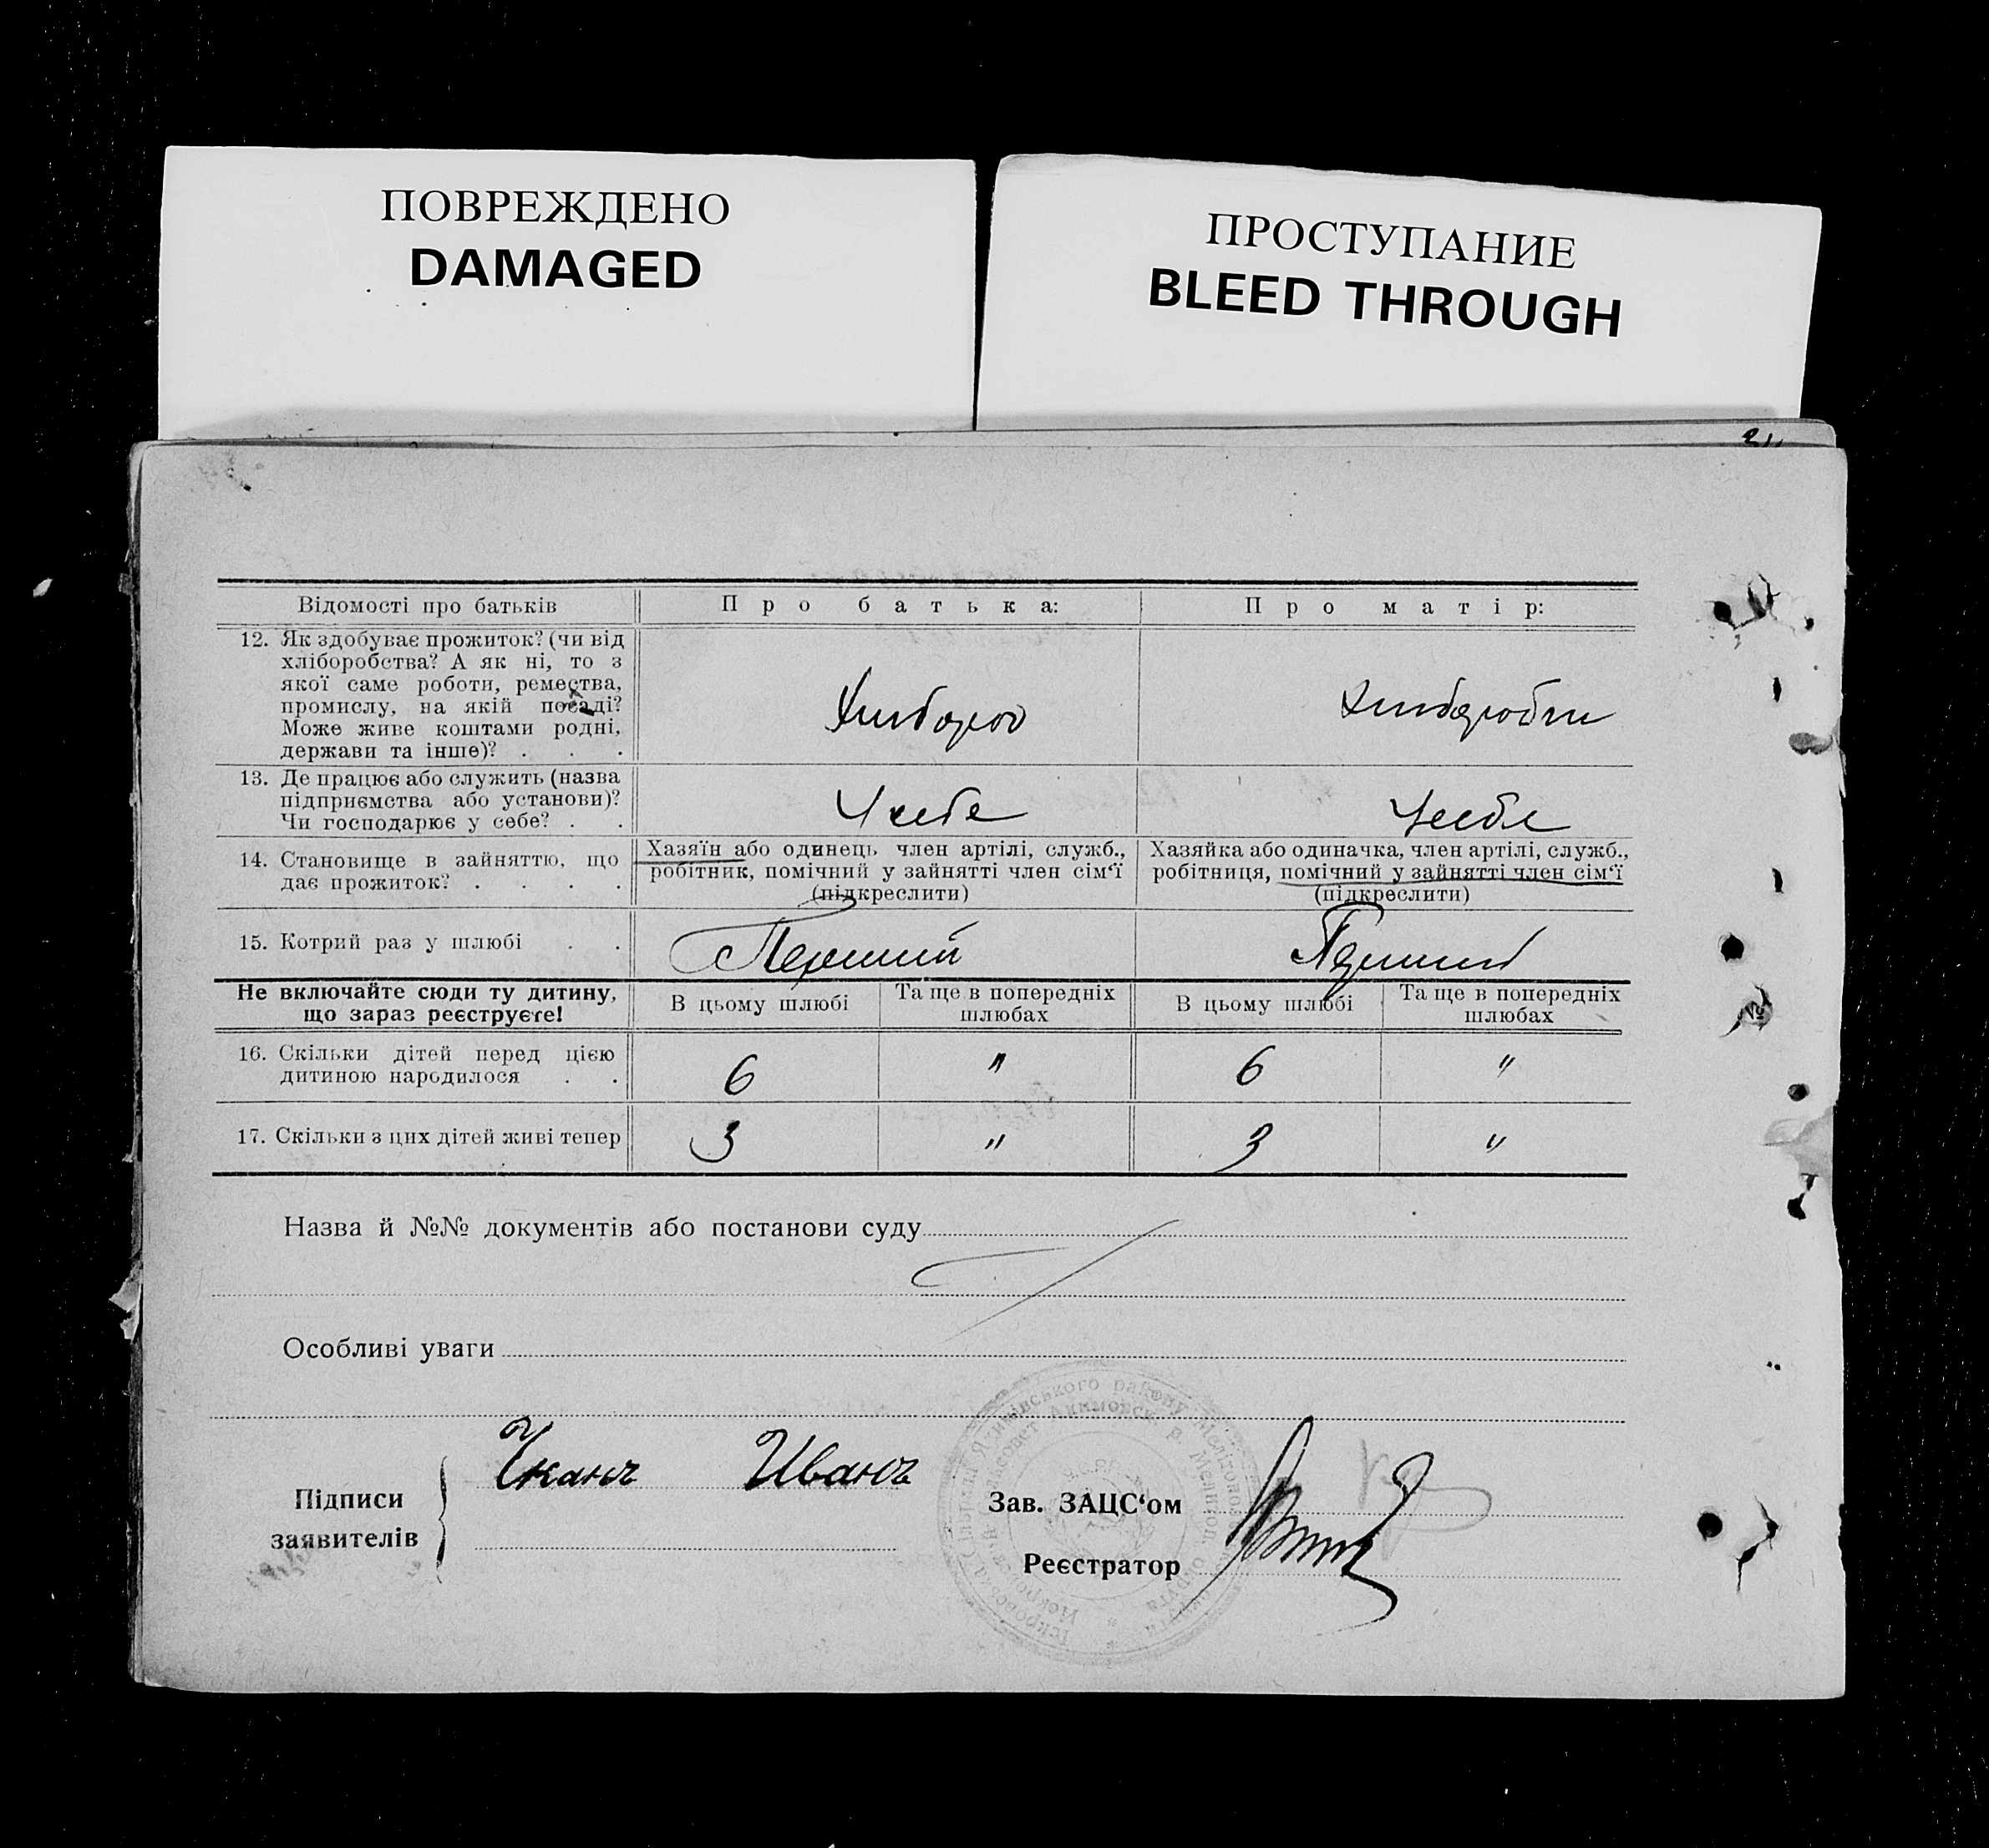 ПОВРЕЖДЕНО
DAMAGED
ПРОСТУПАНИЕ
BLEED THROUGH
Відомості про батьків
Про батька:
Про матір:
12. Як здобуває прожиток? (чи від
хліборобства? А як ні, то з
якої саме роботи, ремества,
промислу, на якій посаді?
Може живе коштами родні,
держави та інше)? . . .
Хлібороб
Хліборобка
13. Де працює або служить (назва
підприємства або установи)?
Чи господарює у себе? . .
У себе
У себе
14. Становище в зайняттю, що
дає прожиток? . . . .
Хазяїн або одинець член артілі, служб.,
робітник, помічний у зайнятті член сім‘ї
(підкреслити)
Хазяйка або одиначка, член артілі, служб.,
робітниця, помічний у зайнятті член сім‘ї
(підкреслити)
15. Котрий раз у шлюбі . .
Перший
Перший
Не включайте сюди ту дитину,
що зараз реєструєте!
В цьому шлюбі
Та ще в попередніх
шлюбах
В цьому шлюбі
Та ще в попередніх
шлюбах
16. Скільки дітей перед цією
дитиною народилося . .
6
"
6
"
17. Скільки з цих дітей живі тепер
3
"
3
"
Назва й №№ документів або постанови суду
Особливі уваги
Підписи
заявителів
Иванъ
Зав. ЗАЦС‘ом
Реєстратор